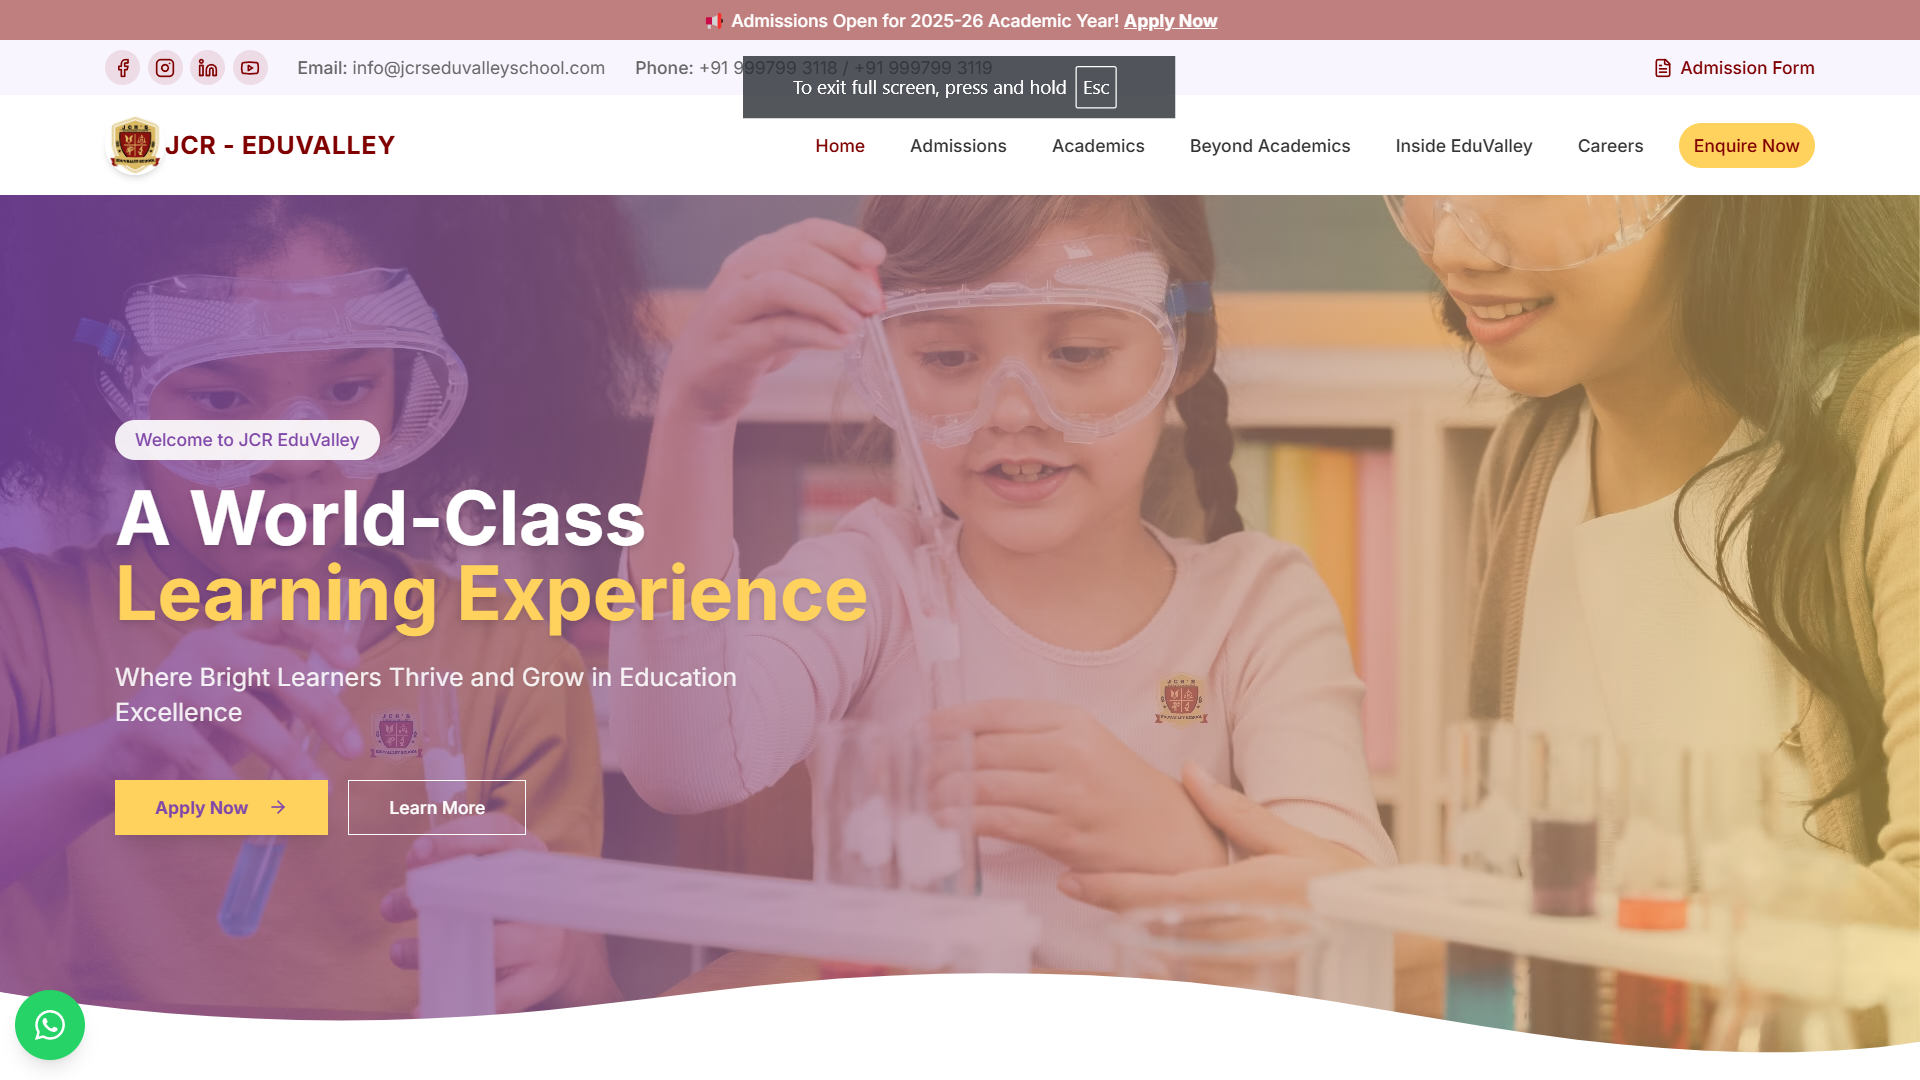 Admissions Open for 2025-26 Academic Year! Apply Now
Email: info@jcrseduvalleyschool.com Phone: +91 999799 3118 / +91 999799 3119 Admission Form
To exit full screen, press and hold Esc
JCR - EDUVALLEY
Home Admissions Academics Beyond Academics Inside EduValley Careers Enquire Now
Welcome to JCR EduValley
A World-Class
Learning Experience
Where Bright Learners Thrive and Grow in Education
Excellence
Apply Now
Learn More